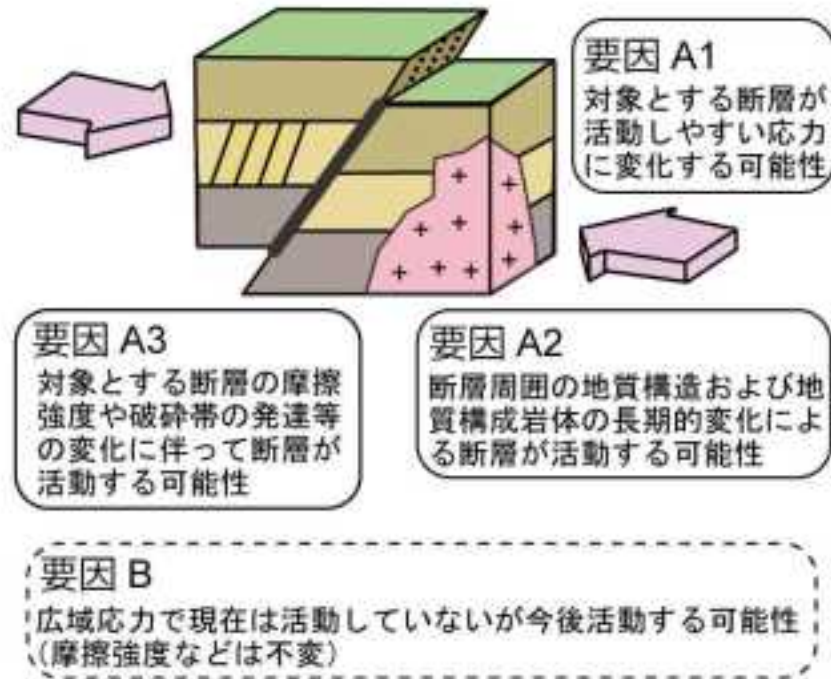 要因 A1
対象とする断層が
活動しやすい応力
に変化する可能性
要因 A3
対象とする断層の摩擦
強度や破砕帯の発達等
の変化に伴って断層が
活動する可能性
要因 A2
断層周囲の地質構造および地
質構成岩体の長期的変化によ
る断層が活動する可能性
要因 B
広域応力で現在は活動していないが今後活動する可能性
(摩擦強度などは不変)